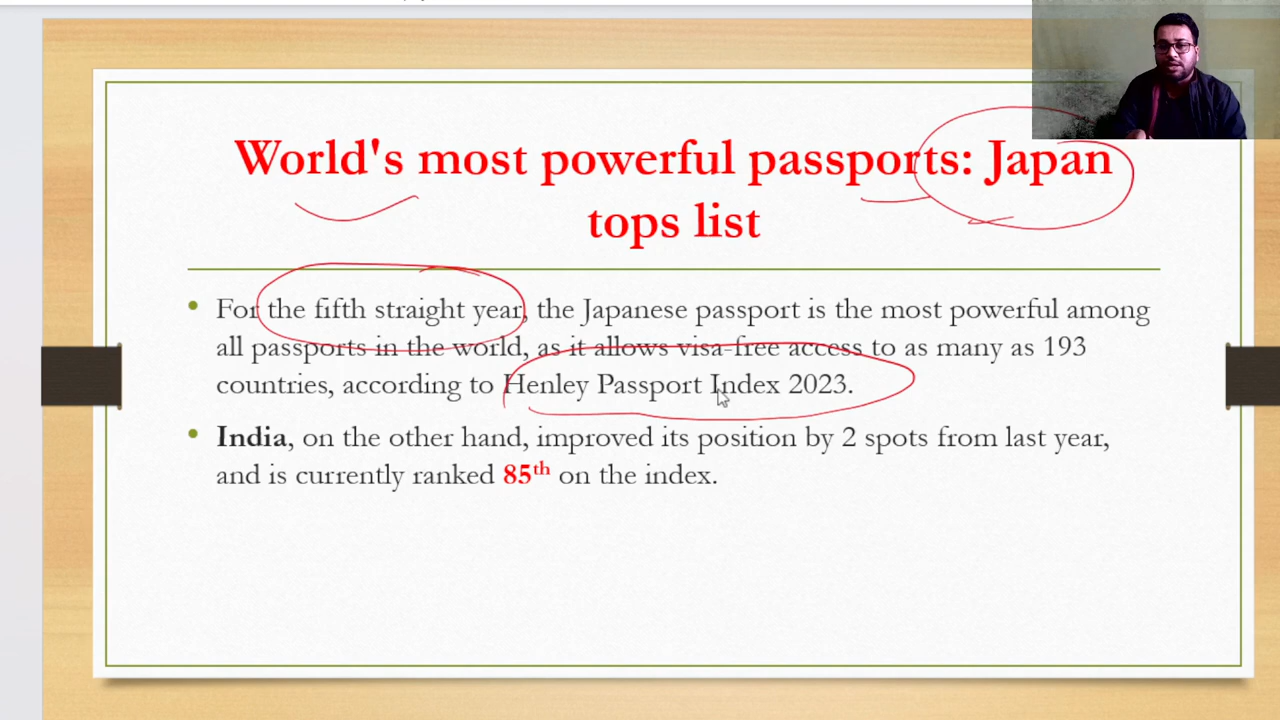 World's most powerful passports: Japan
tops list
• For the fifth straight year, the Japanese passport is the most powerful among
all passports in the world, as it allows visa-free access to as many as 193
countries, according to Henley Passport Index 2023.
• India, on the other hand, improved its position by 2 spots from last year,
and is currently ranked 85th on the index.